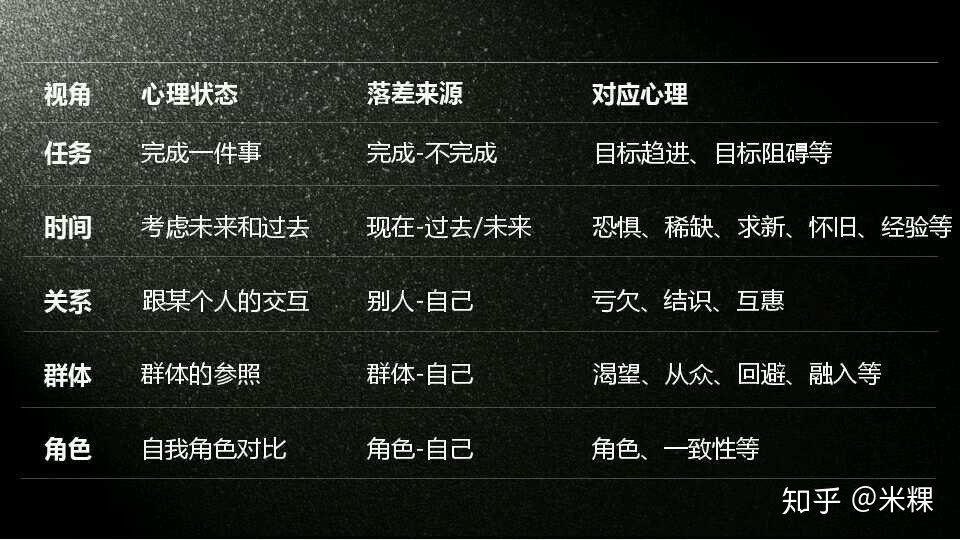 视角 心理状态 落差来源 对应心理
任务 完成一件事 完成-不完成 目标趋进、目标阻碍等
时间 考虑未来和过去 现在-过去/未来 恐惧、稀缺、求新、怀旧、经验等
关系 跟某个人的交互 别人-自己 亏欠、结识、互惠
群体 群体的参照 群体-自己 渴望、从众、回避、融入等
角色 自我角色对比 角色-自己 角色、一致性等
知乎 @米粿